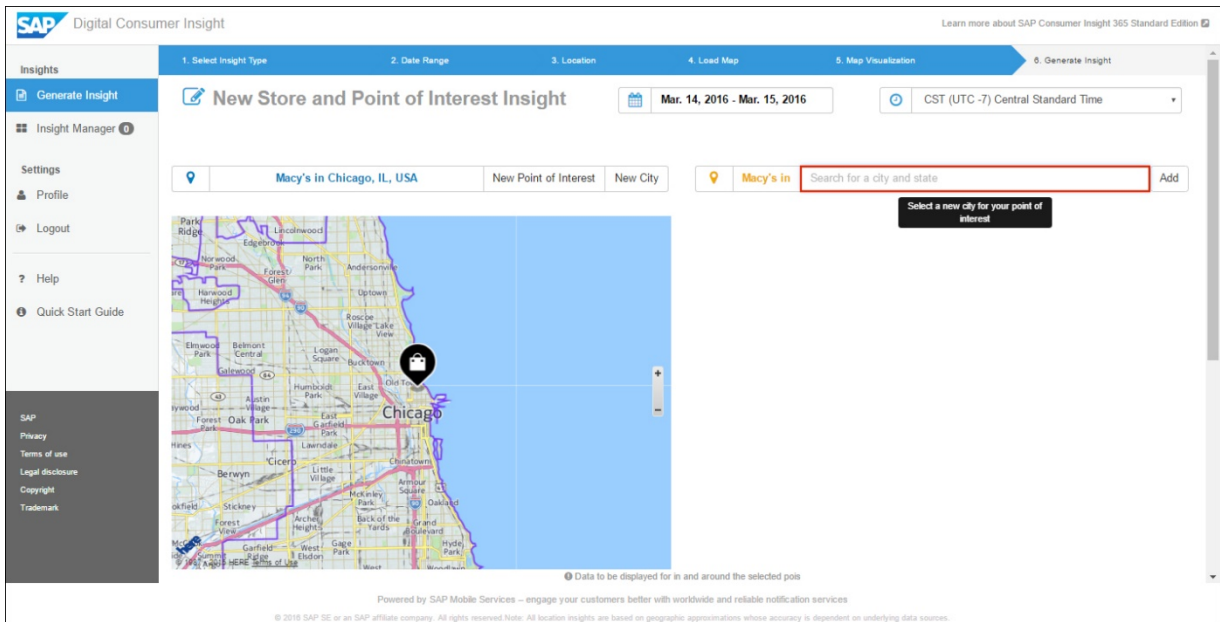 SAP Digital Consumer Insight
Learn more about SAP Consumer Insight 365 Standard Edition
Insights
Generate Insight
Insight Manager 0
Settings
Profile
Logout
? Help
Quick Start Guide
SAP
Privacy
Terms of use
Legal disclosure
Copyright
Trademark
1. Select Insight Type
2. Date Range
3. Location
4. Load Map
5. Map Visualization
6. Generate Insight
New Store and Point of Interest Insight
Mar. 14, 2016 - Mar. 15, 2016
CST (UTC -7) Central Standard Time
Macy's in Chicago, IL, USA
New Point of Interest
New City
Macy's in
Search for a city and state
Add
Select a new city for your point of
interest
Park
Ridge
Lincolnwood
Edgebrook
Norwood
Park
Forest
Glen
North
Park
Andersonville
Harwood
Heights
Uptown
Roscoe
Village
Lake
View
Elmwood
Park
Belmont
Central
Logan
Square
Bucktown
Galewood
64
Old
43
Austin
Village
Humboldt
Park
East
Village
Chicago
Forest
Park
Oak Park
East
Garfield
Park
290
Lawndale
Cicero
Chinatown
Berwyn
Little
Village
Armour
Square
McKinley
Park
Oakland
Stickney
Forest
View
Archer
Heights
Back of the
Yards
Grand
Boulevard
Garfield
Ridge
West
Elsdon
Gage
Park
Hyde
Park
Summit
West
here
HERE Terms of Use
+
-
Data to be displayed for in and around the selected pois
Powered by SAP Mobile Services – engage your customers better with worldwide and reliable notification services
© 2016 SAP SE or an SAP affiliate company. All rights reserved.Note: All location insights are based on geographic approximations whose accuracy is dependent on underlying data sources.